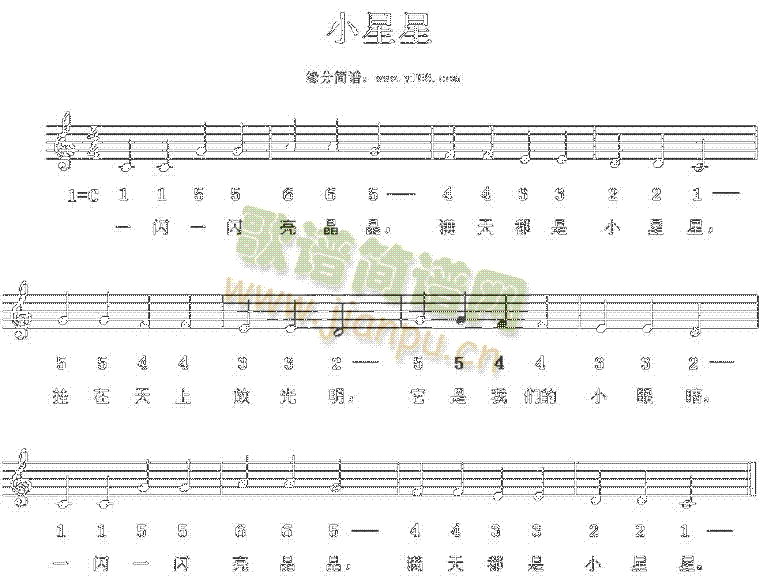 小星星
缘分简谱：www.yf766.com
1=C 1 1 5 5 6 6 5 — 4 4 3 3 2 2 1 —
一 闪 一 闪 亮 晶 晶， 满 天 都 是 小 星 星，
歌谱简谱网
www.jianpu.cn
5 5 4 4 3 3 2 — 5 5 4 4 3 3 2 —
挂 在 天 上 放 光 明， 它 是 我 们的 小 眼 睛。
1 1 5 5 6 6 5 — 4 4 3 3 2 2 1 —
一 闪 一 闪 亮 晶 晶， 满 天 都 是 小 星 星。